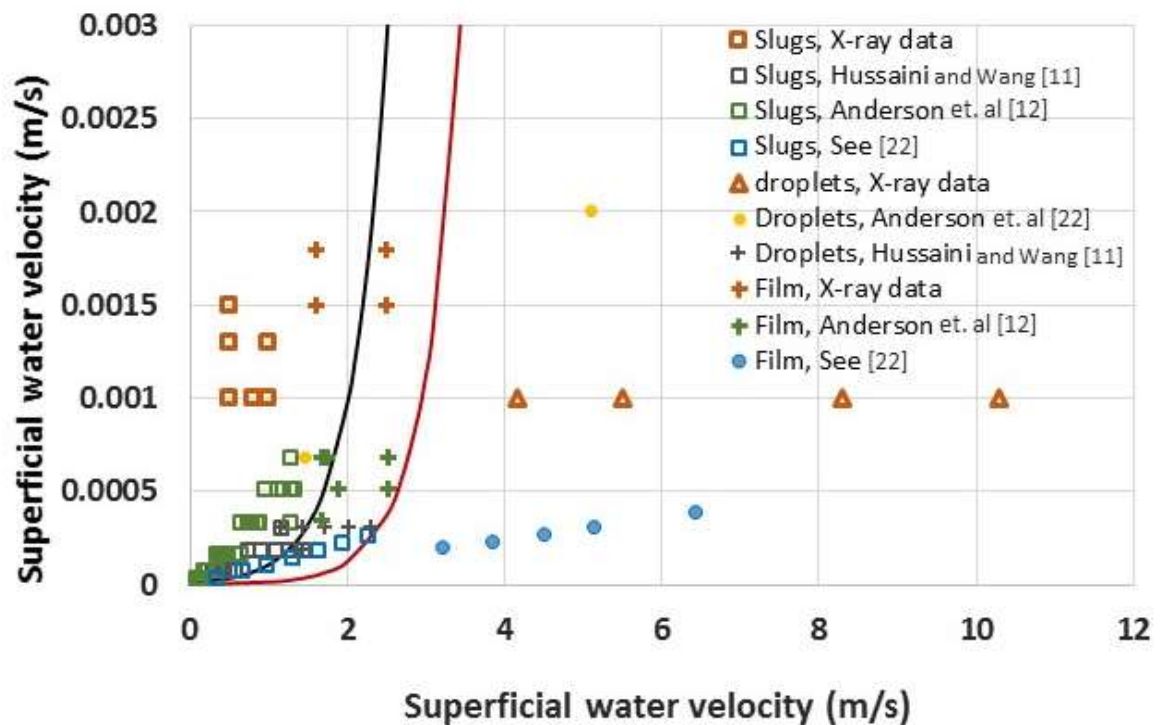 0.003
0.0025
0.002
0.0015
0.001
0.0005
0
Superficial water velocity (m/s)
Slugs, X-ray data
Slugs, Hussaini and Wang [11]
Slugs, Anderson et. al [12]
Slugs, See [22]
droplets, X-ray data
Droplets, Anderson et. al [22]
Droplets, Hussaini and Wang [11]
Film, X-ray data
Film, Anderson et. al [12]
Film, See [22]
0 2 4 6 8 10 12
Superficial water velocity (m/s)